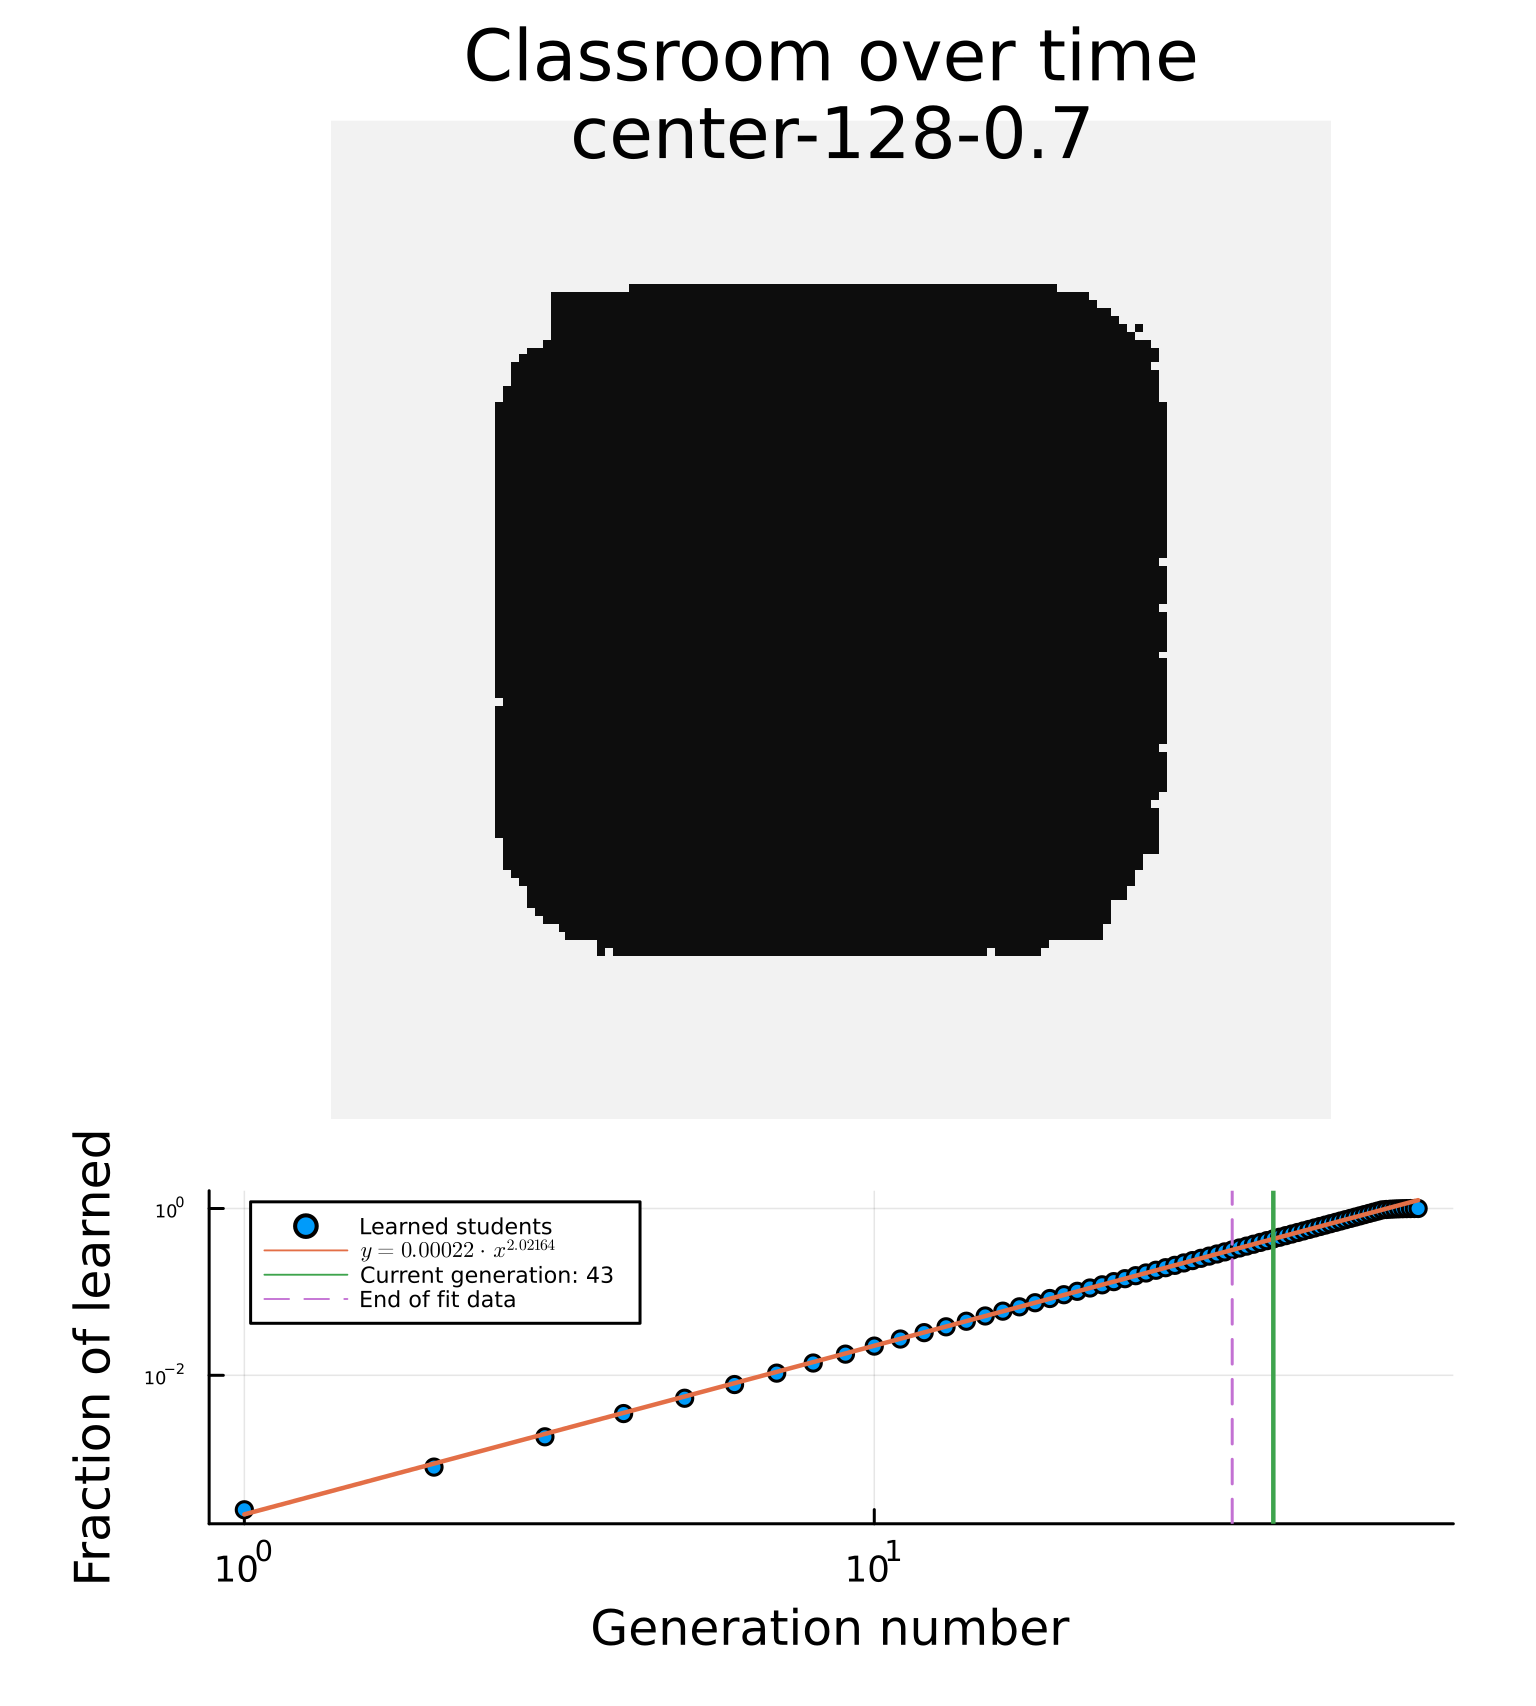 Classroom over time
center-128-0.7
Fraction of learned
10⁰
10⁻²
Learned students
y = 0.00022 · x^2.02164
Current generation: 43
End of fit data
10⁰
10¹
Generation number